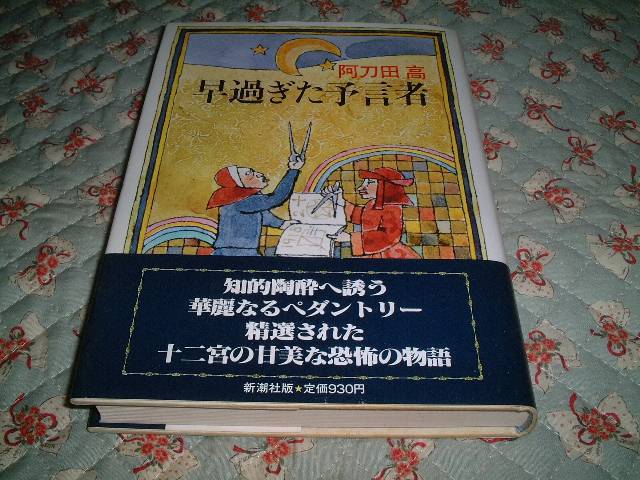 阿刀田 高
早過ぎた予言者
知的陶酔へ誘う
華麗なるペダントリー
精選された
十二宮の甘美な恐怖の物語
新潮社版★定価930円